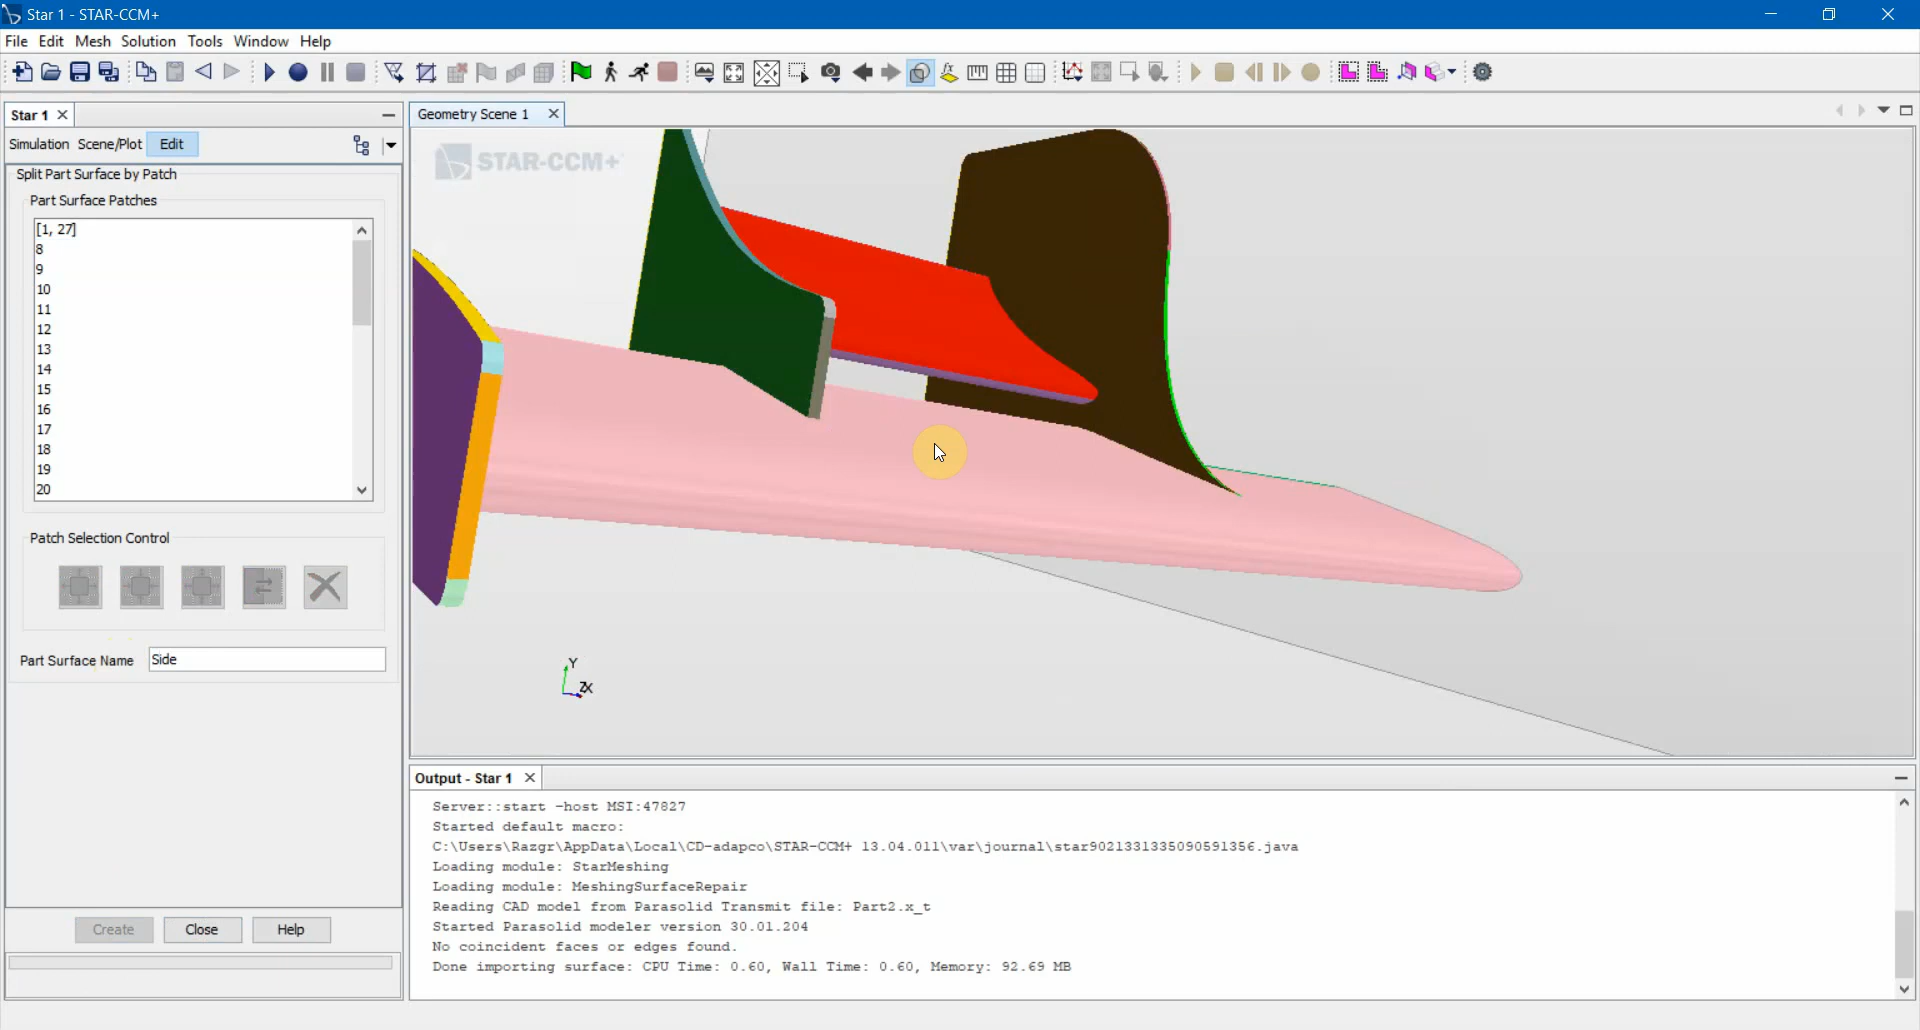 Star 1 - STAR-CCM+
File Edit Mesh Solution Tools Window Help
Star 1
Geometry Scene 1
Simulation Scene/Plot Edit
Split Part Surface by Patch
Part Surface Patches
[1, 27]
8
9
10
11
12
13
14
15
16
17
18
19
20
Patch Selection Control
Part Surface Name Side
Create Close Help
STAR-CCM+
Y
Z X
Output - Star 1
Server::start -host MSI:47827
Started default macro:
C:\Users\Razgr\AppData\Local\CD-adapco\STAR-CCM+ 13.04.011\var\journal\star9021331335090591356.java
Loading module: StarMeshing
Loading module: MeshingSurfaceRepair
Reading CAD model from Parasolid Transmit file: Part2.x_t
Started Parasolid modeler version 30.01.204
No coincident faces or edges found.
Done importing surface: CPU Time: 0.60, Wall Time: 0.60, Memory: 92.69 MB